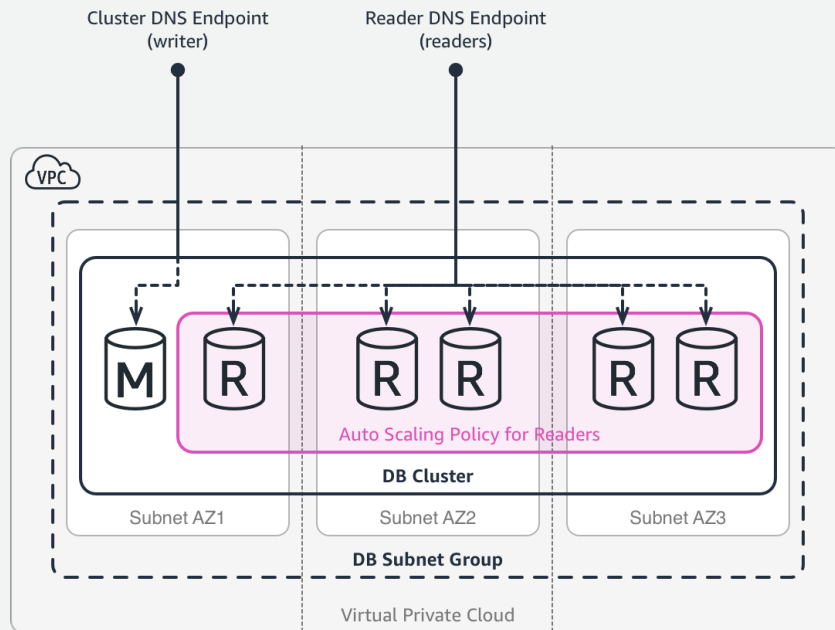 Cluster DNS Endpoint
(writer)
Reader DNS Endpoint
(readers)
VPC
M
R
R
R
R
R
Auto Scaling Policy for Readers
DB Cluster
Subnet AZ1
Subnet AZ2
Subnet AZ3
DB Subnet Group
Virtual Private Cloud